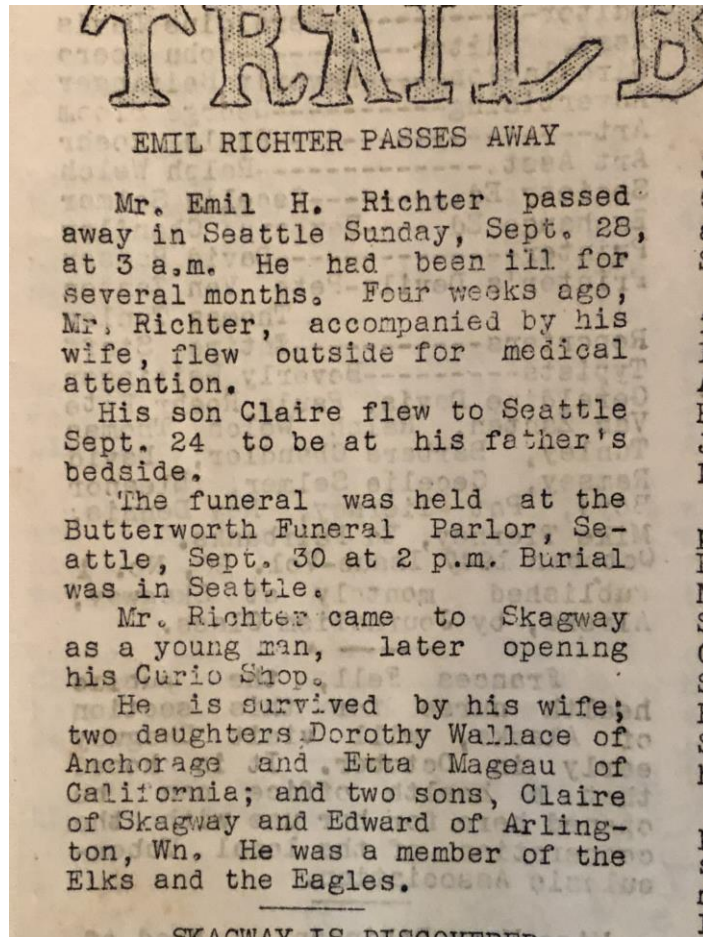 TRAIL B
EMIL RICHTER PASSES AWAY
Mr. Emil H. Richter passed
away in Seattle Sunday, Sept. 28,
at 3 a.m. He had been ill for
several months. Four weeks ago,
Mr. Richter, accompanied by his
wife, flew outside for medical
attention.
His son Claire flew to Seattle
Sept. 24 to be at his father's
bedside.
The funeral was held at the
Butterworth Funeral Parlor, Se-
attle, Sept. 30 at 2 p.m. Burial
was in Seattle.
Mr. Richter came to Skagway
as a young man, later opening
his Curio Shop.
He is survived by his wife;
two daughters Dorothy Wallace of
Anchorage and Etta Mageau of
California; and two sons, Claire
of Skagway and Edward of Arling-
ton, Wn. He was a member of the
Elks and the Eagles.
SKAGWAY IS DISCOVERED